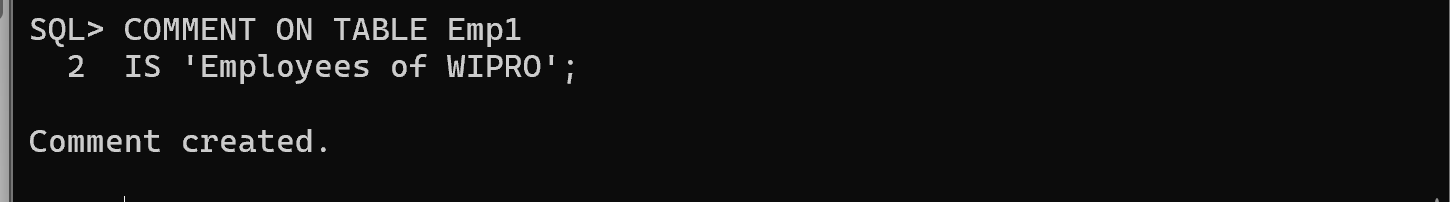 SQL> COMMENT ON TABLE Emp1
  2  IS 'Employees of WIPRO';
Comment created.